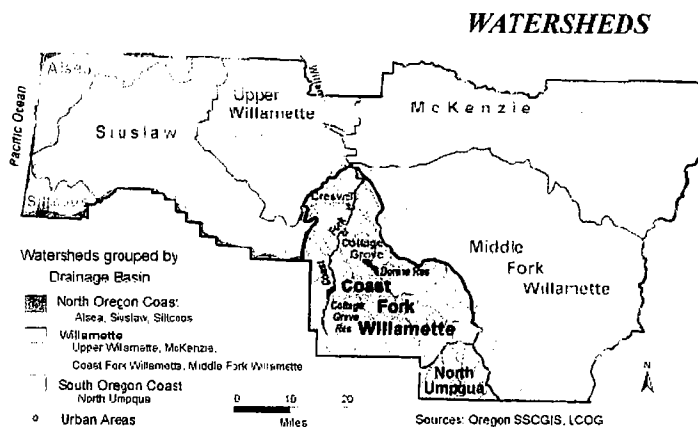 WATERSHEDS
Alsea
Upper
Willamette
McKenzie
Siuslaw
Pacific Ocean
Creswell
Cottage
Grove
Dorena Res
Middle
Fork
Willamette
Coast
Fork
Willamette
Cottage
Grove
Res
North
Umpqua
Watersheds grouped by
Drainage Basin
North Oregon Coast
Alsea, Siuslaw, Siltcoos
Willamette
Upper Willamette, McKenzie,
Coast Fork Willamette, Middle Fork Willamette
South Oregon Coast
North Umpqua
Urban Areas
0 10 20
Miles
N
Sources: Oregon SSCGIS, LCOG